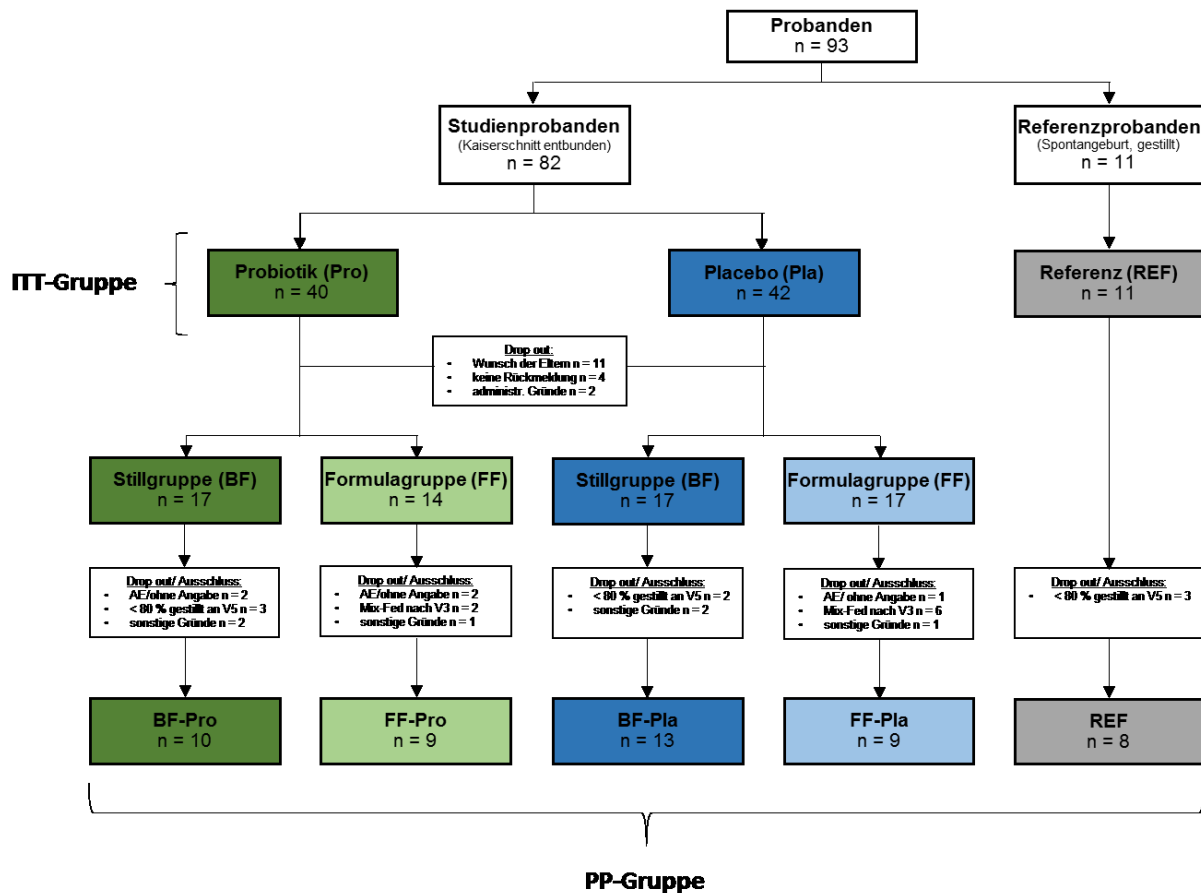 Probanden
n = 93
Studienprobanden
(Kaiserschnitt entbunden)
n = 82
Referenzprobanden
(Spontangeburt, gestillt)
n = 11
ITT-Gruppe
Probiotik (Pro)
n = 40
Placebo (Pla)
n = 42
Referenz (REF)
n = 11
Drop out:
- Wunsch der Eltern n = 11
- keine Rückmeldung n = 4
- administr. Gründe n = 2
Stillgruppe (BF)
n = 17
Formulagruppe (FF)
n = 14
Stillgruppe (BF)
n = 17
Formulagruppe (FF)
n = 17
Drop out/ Ausschluss:
- AE/ohne Angabe n = 2
- < 80 % gestillt an V5 n = 3
- sonstige Gründe n = 2
Drop out/ Ausschluss:
- AE/ohne Angabe n = 2
- Mix-Fed nach V3 n = 2
- sonstige Gründe n = 1
Drop out/ Ausschluss:
- < 80 % gestillt an V5 n = 2
- sonstige Gründe n = 2
Drop out/ Ausschluss:
- AE/ ohne Angabe n = 1
- Mix-Fed nach V3 n = 6
- sonstige Gründe n = 1
Drop out/ Ausschluss:
- < 80 % gestillt an V5 n = 3
BF-Pro
n = 10
FF-Pro
n = 9
BF-Pla
n = 13
FF-Pla
n = 9
REF
n = 8
PP-Gruppe